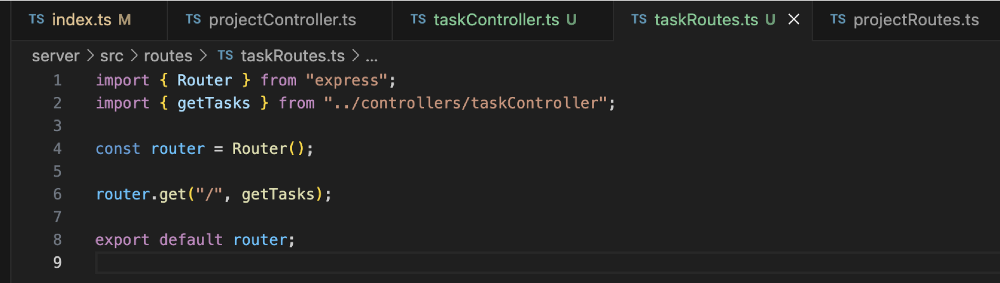 TS index.ts M TS projectController.ts TS taskController.ts U TS taskRoutes.ts U TS projectRoutes.ts
server > src > routes > TS taskRoutes.ts > ...
1 import { Router } from "express";
2 import { getTasks } from "../controllers/taskController";
3
4 const router = Router();
5
6 router.get("/", getTasks);
7
8 export default router;
9